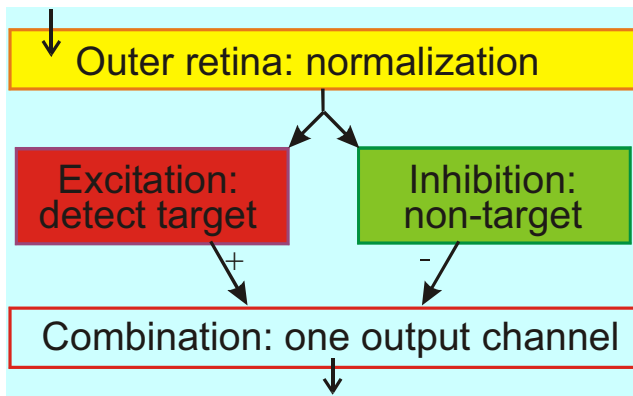 Outer retina: normalization
Excitation:
detect target
Inhibition:
non-target
+
-
Combination: one output channel